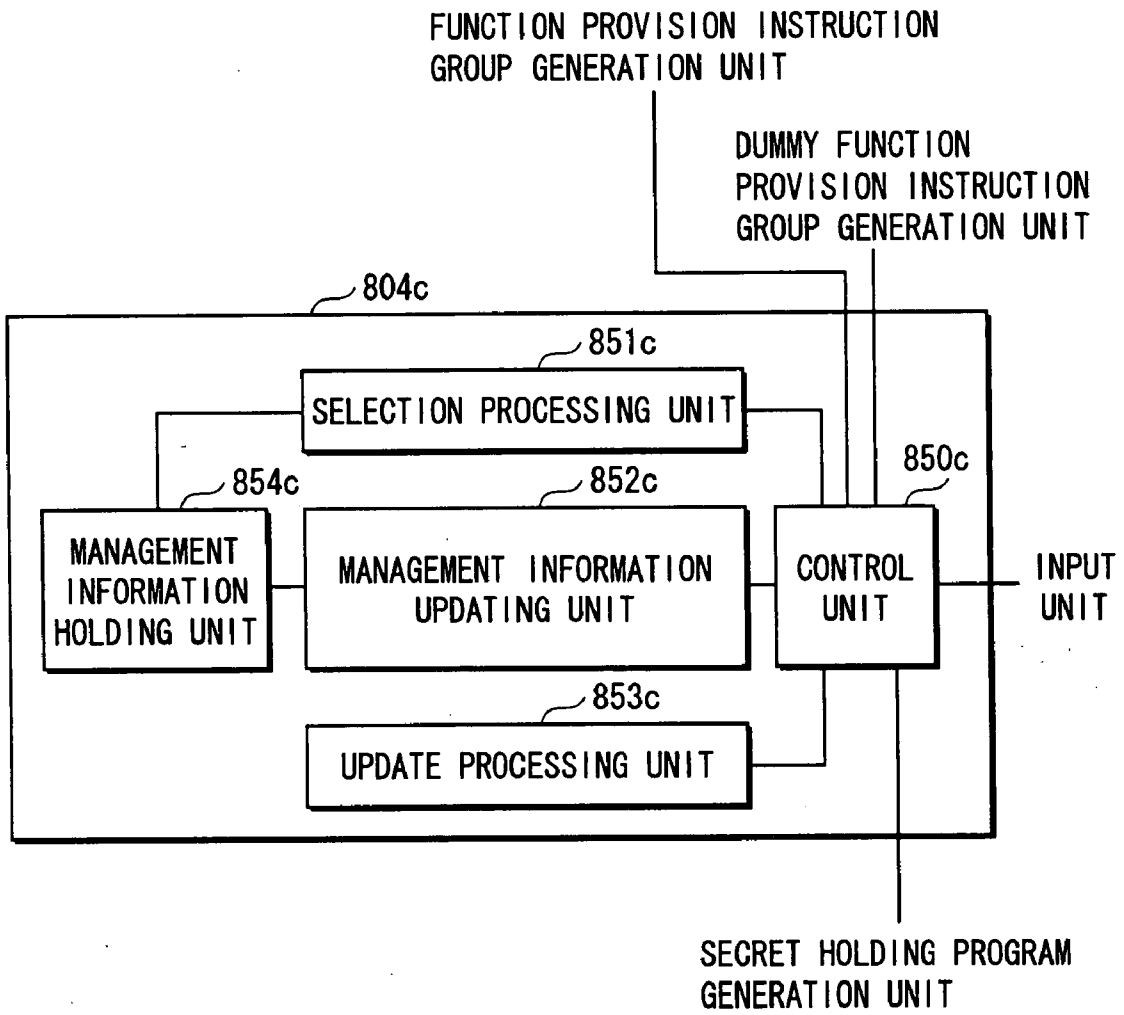 FUNCTION PROVISION INSTRUCTION
GROUP GENERATION UNIT
DUMMY FUNCTION
PROVISION INSTRUCTION
GROUP GENERATION UNIT
804c
851c
SELECTION PROCESSING UNIT
850c
854c
852c
MANAGEMENT
INFORMATION
HOLDING UNIT
MANAGEMENT INFORMATION
UPDATING UNIT
CONTROL
UNIT
INPUT
UNIT
853c
UPDATE PROCESSING UNIT
SECRET HOLDING PROGRAM
GENERATION UNIT